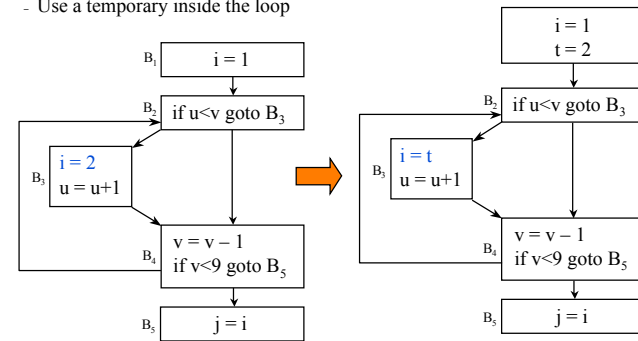 - Use a temporary inside the loop
B1
i = 1
B2
if u<v goto B3
B3
i = 2
u = u+1
B4
v = v – 1
if v<9 goto B5
B5
j = i
i = 1
t = 2
B2
if u<v goto B3
B3
i = t
u = u+1
B4
v = v – 1
if v<9 goto B5
B5
j = i